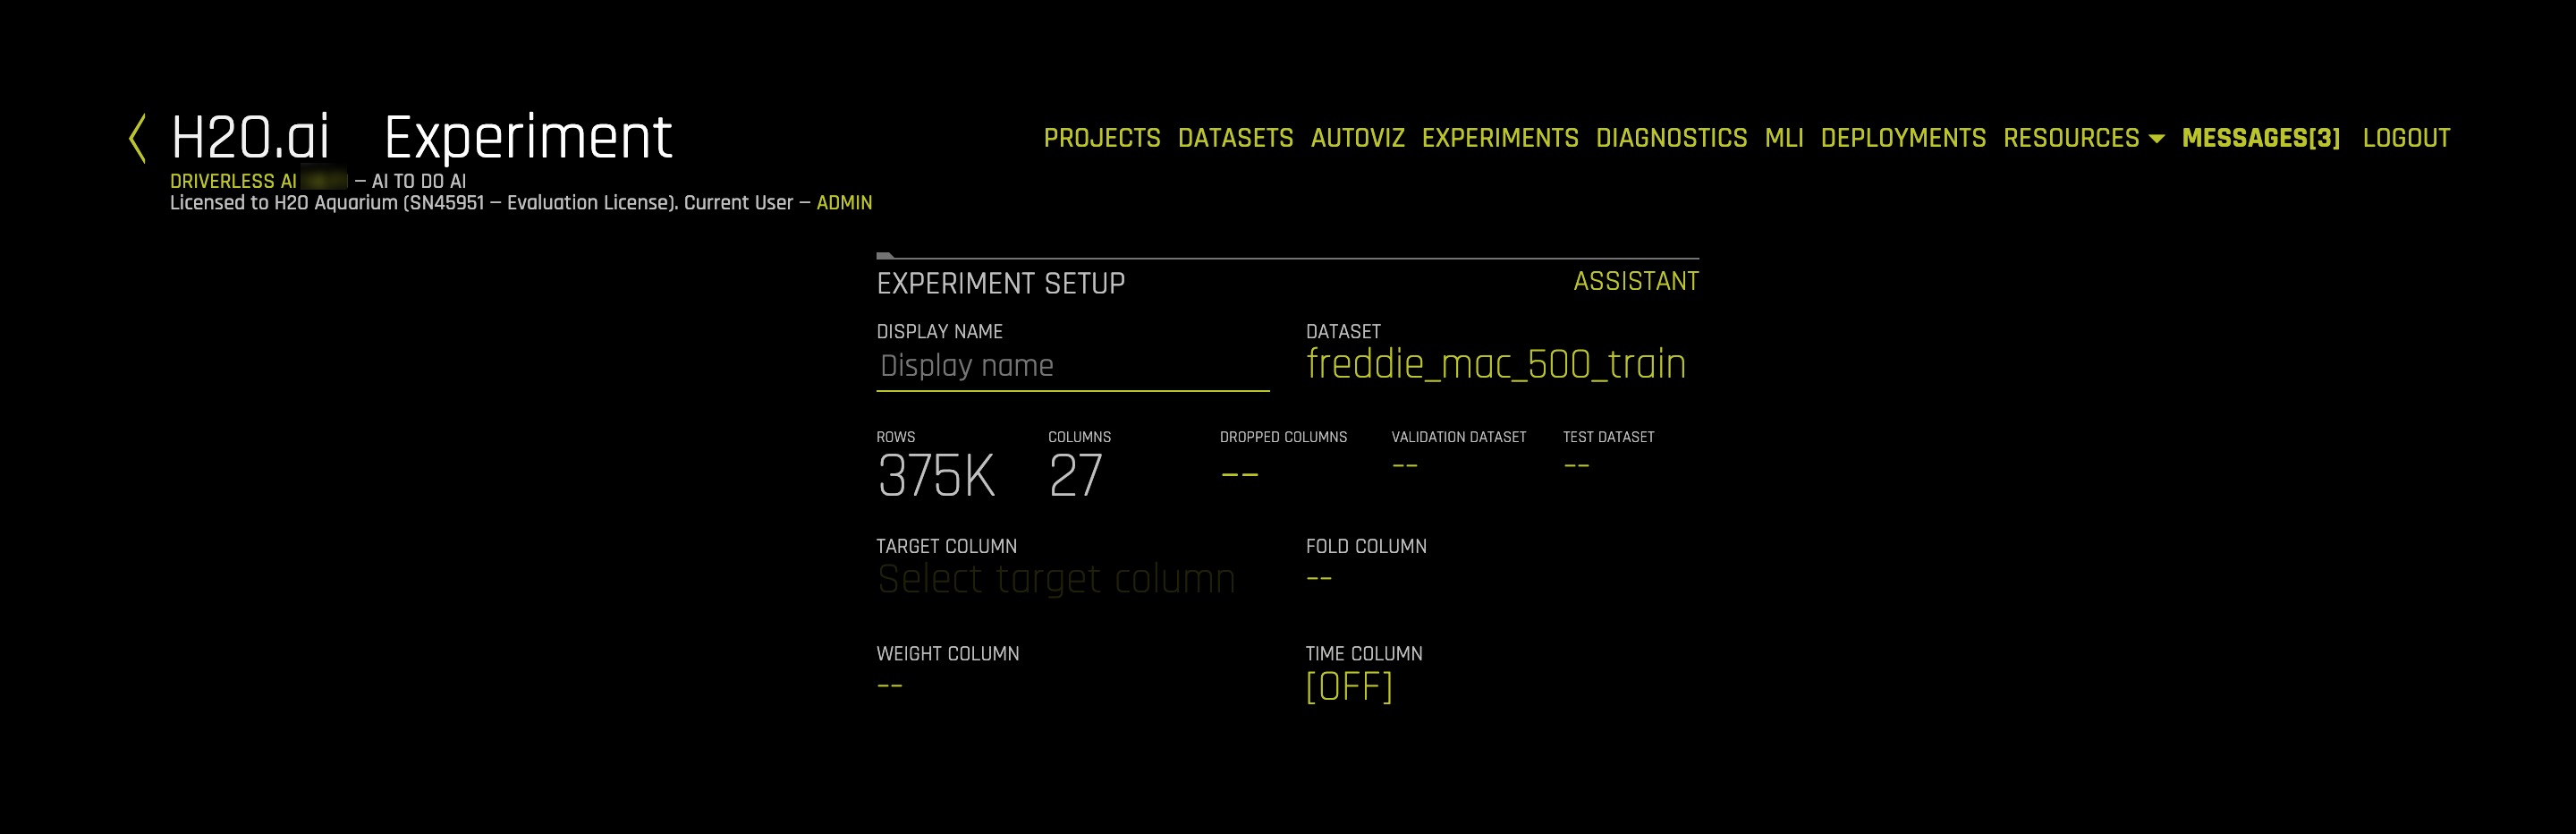 H2O.ai Experiment
PROJECTS DATASETS AUTOVIZ EXPERIMENTS DIAGNOSTICS MLI DEPLOYMENTS RESOURCES MESSAGES[3] LOGOUT
DRIVERLESS AI – AI TO DO AI
Licensed to H2O Aquarium (SN45951 – Evaluation License). Current User – ADMIN
EXPERIMENT SETUP ASSISTANT
DISPLAY NAME DATASET
Display name freddie_mac_500_train
ROWS COLUMNS DROPPED COLUMNS VALIDATION DATASET TEST DATASET
375K 27 -- -- --
TARGET COLUMN FOLD COLUMN
Select target column --
WEIGHT COLUMN TIME COLUMN
-- [OFF]